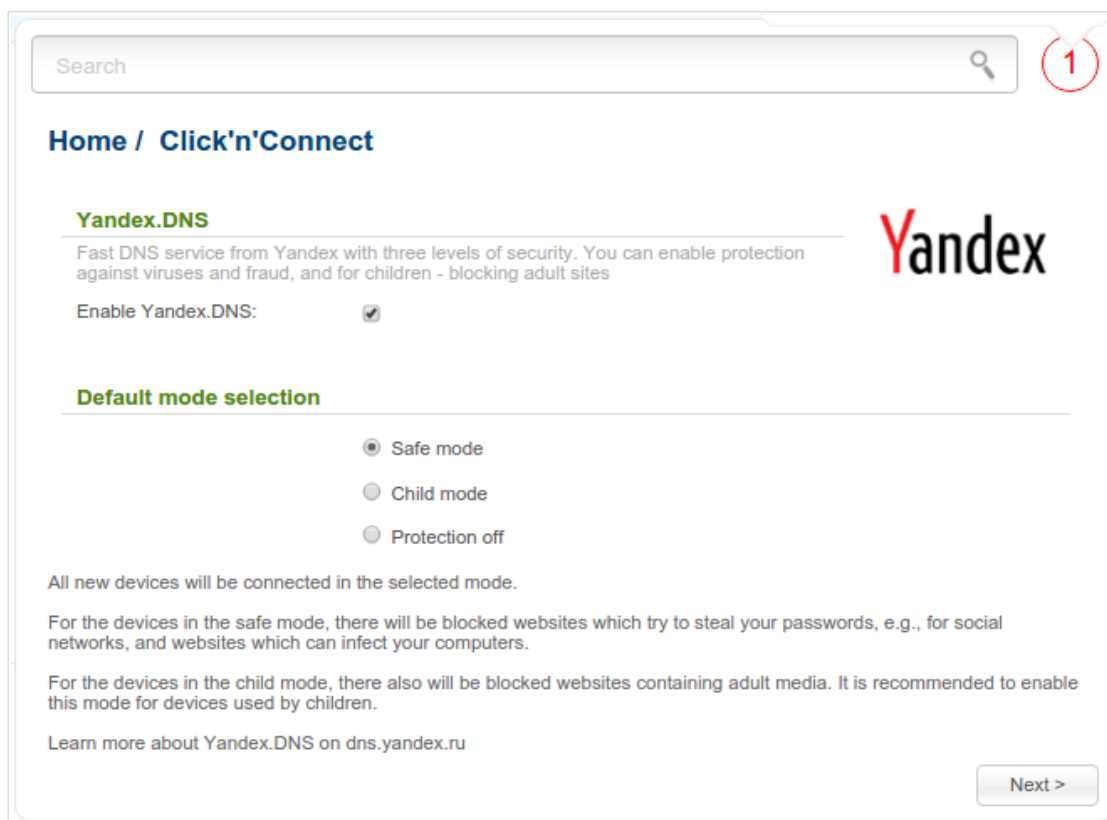 Search
1
Home / Click'n'Connect
Yandex.DNS
Yandex
Fast DNS service from Yandex with three levels of security. You can enable protection
against viruses and fraud, and for children - blocking adult sites
Enable Yandex.DNS:
Default mode selection
Safe mode
Child mode
Protection off
All new devices will be connected in the selected mode.
For the devices in the safe mode, there will be blocked websites which try to steal your passwords, e.g., for social
networks, and websites which can infect your computers.
For the devices in the child mode, there also will be blocked websites containing adult media. It is recommended to enable
this mode for devices used by children.
Learn more about Yandex.DNS on dns.yandex.ru
Next >